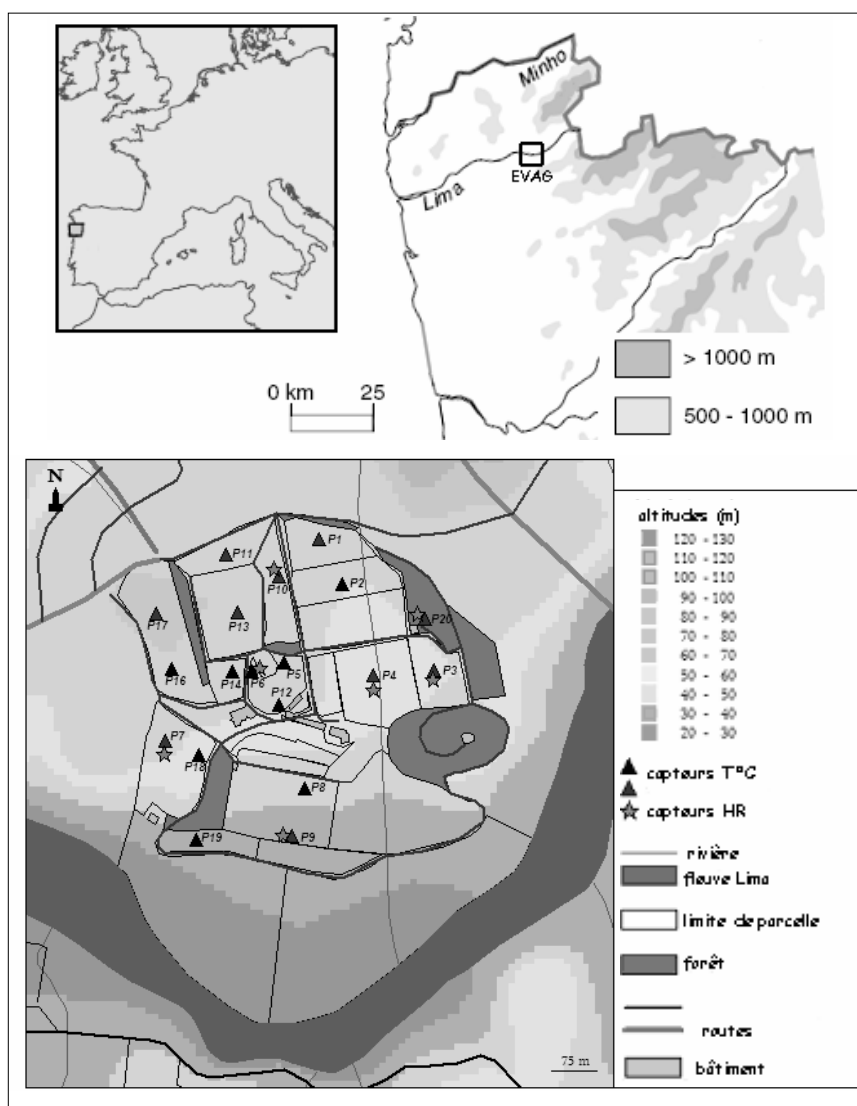 Minho
Lima
EVAG
0 km 25
> 1000 m
500 - 1000 m
N
P1
P11
P10
P2
P20
P17
P13
P16
P14
P6
P5
P4
P3
P12
P7
P18
P8
P19
P9
75 m
altitudes (m)
120 - 130
110 - 120
100 - 110
90 - 100
80 - 90
70 - 80
60 - 70
50 - 60
40 - 50
30 - 40
20 - 30
capteurs T°C
capteurs HR
rivière
fleuve Lima
limite de parcelle
forêt
routes
bâtiment